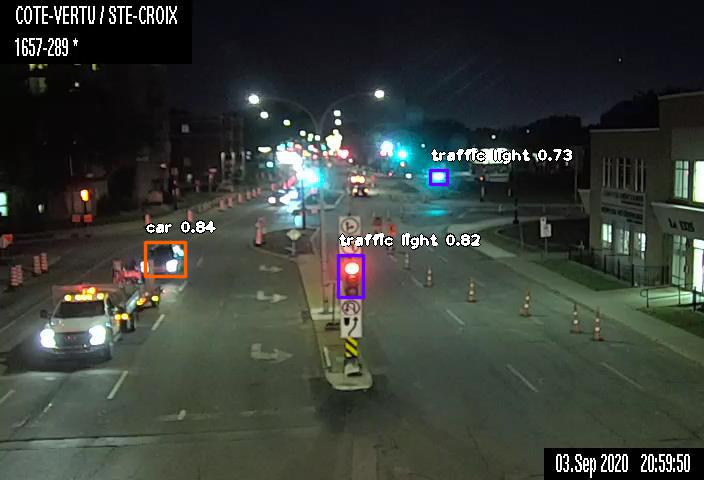 COTE-VERTU / STE-CROIX
1657-289 *
traffic light 0.73
car 0.84
traffic light 0.82
03.Sep 2020 20:59:50